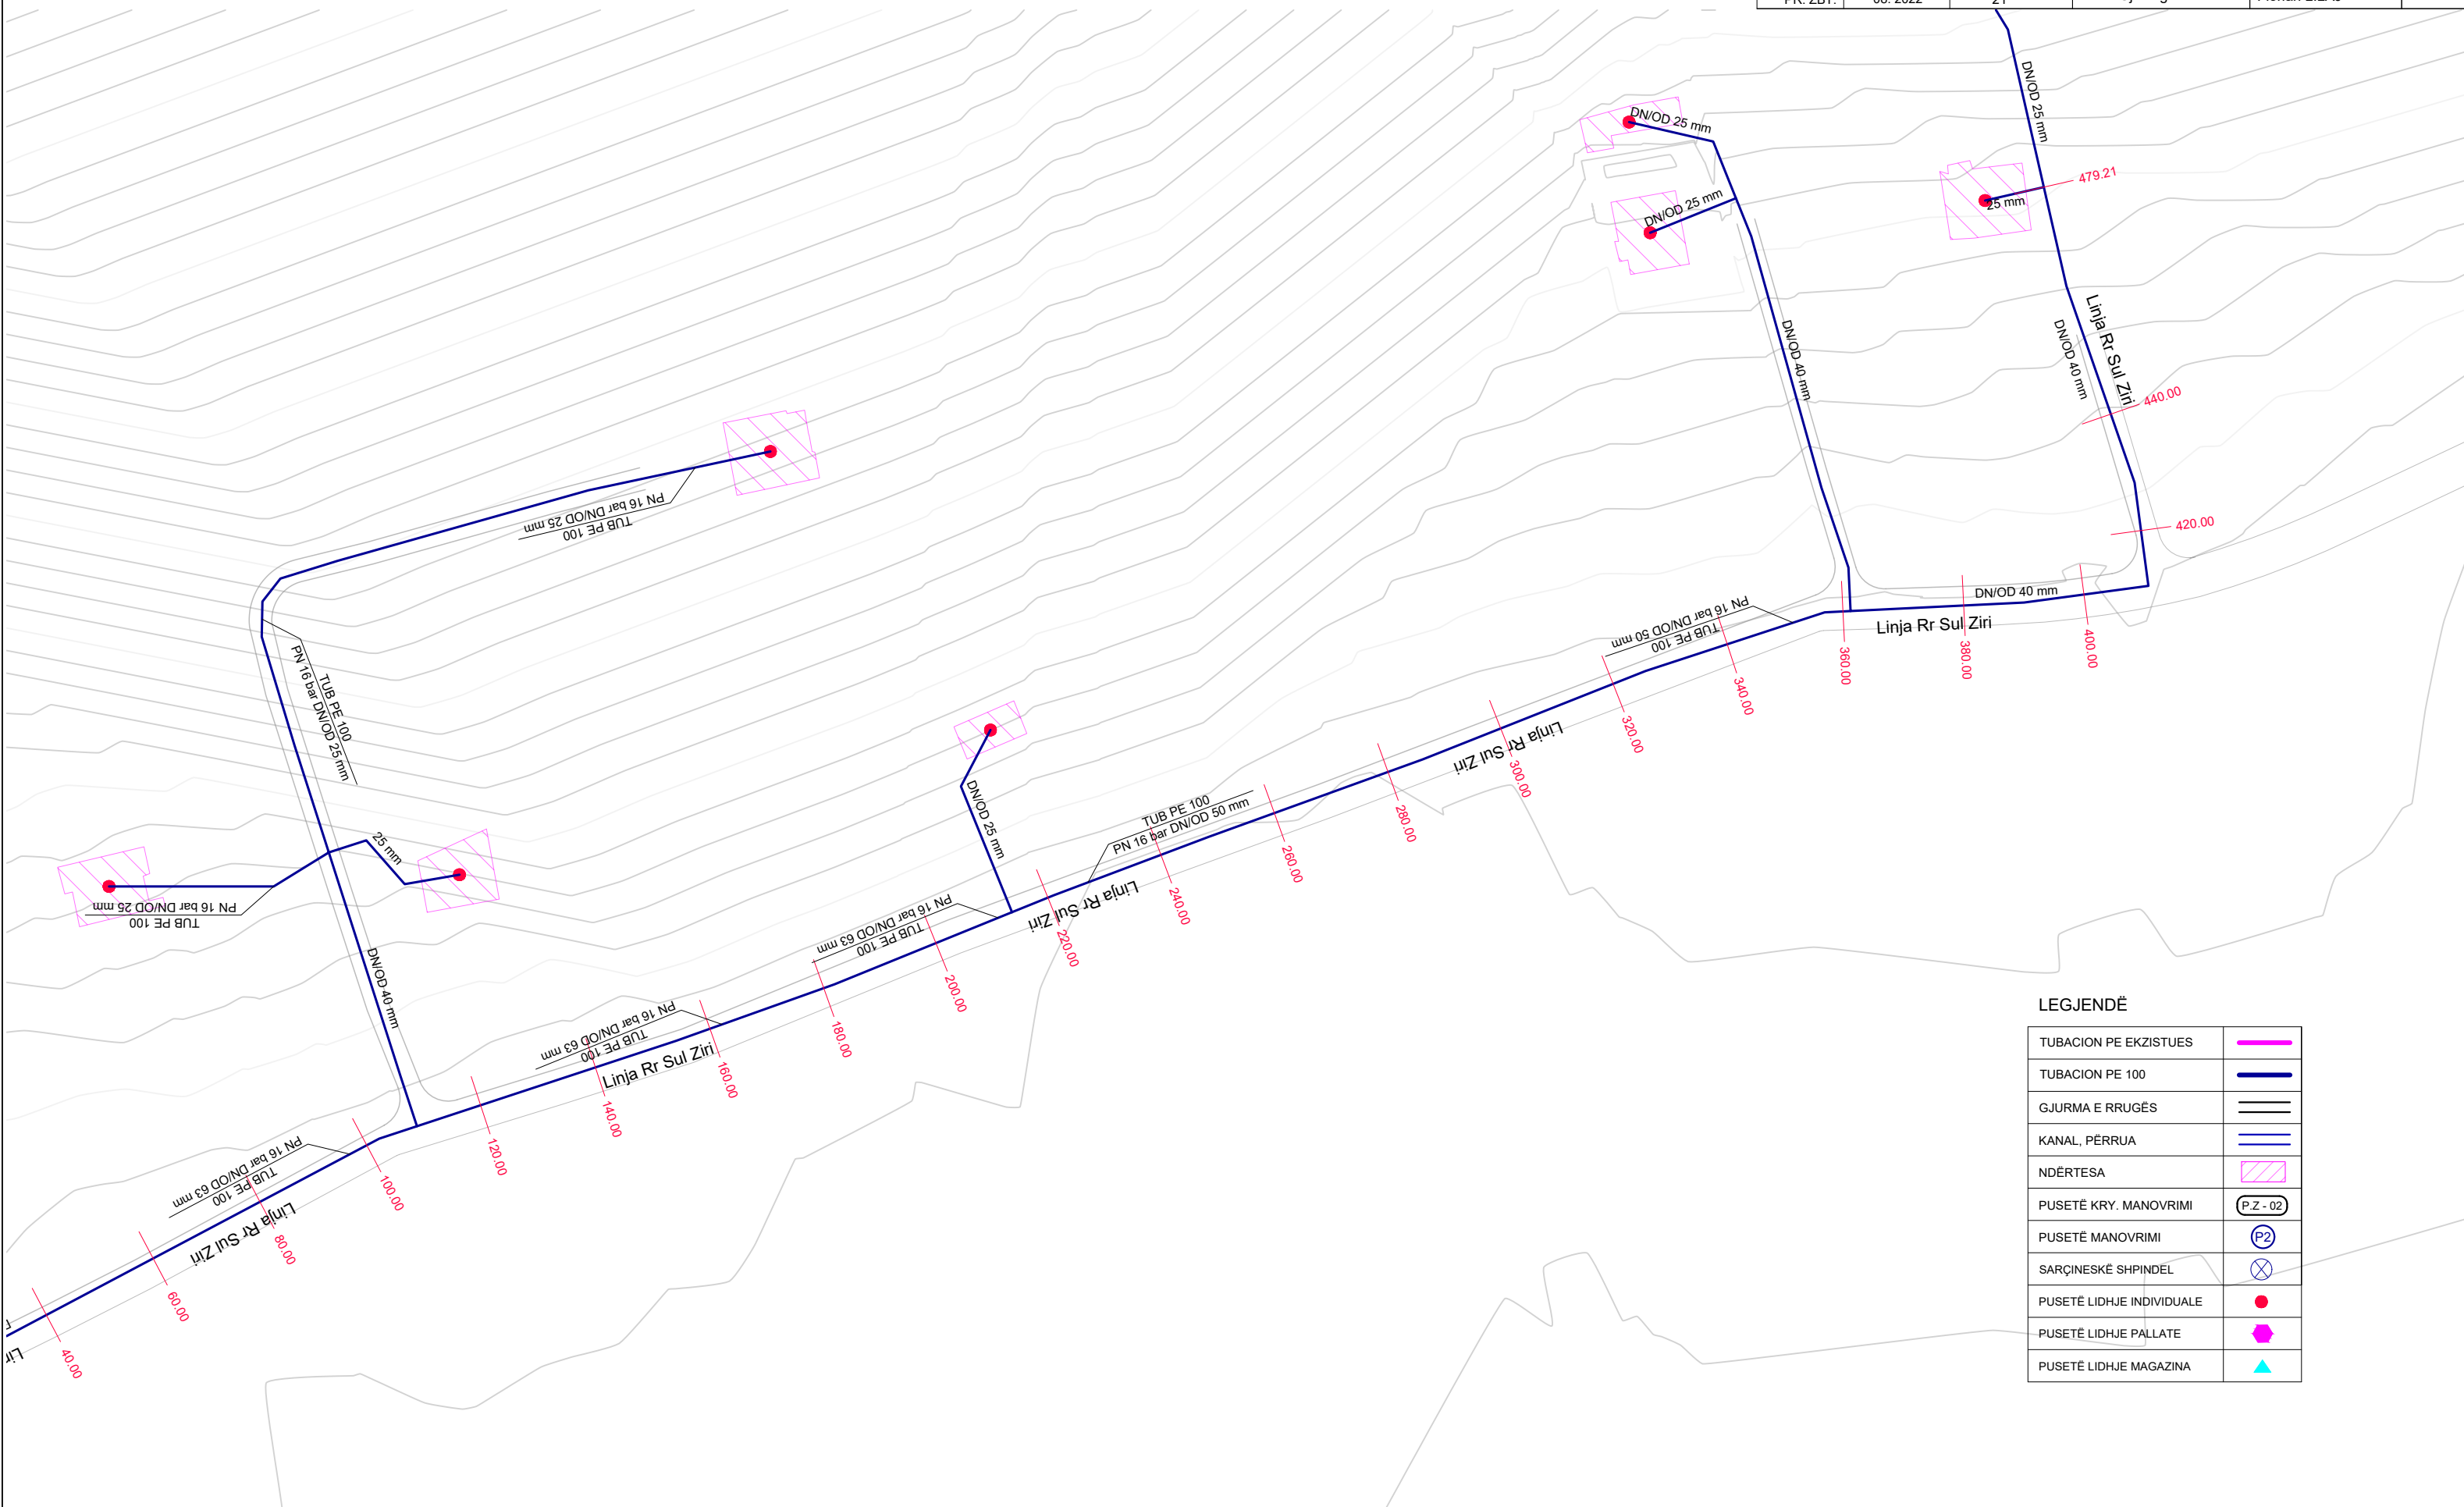 PR. ZBT.
06. 2022
21
DN/OD 25 mm
479.21
25 mm
DN/OD 25 mm
DN/OD 25 mm
DN/OD 40 mm
Linja Rr Sul Ziri
DN/OD 40 mm
440.00
420.00
DN/OD 40 mm
Linja Rr Sul Ziri
400.00
380.00
360.00
340.00
320.00
300.00
280.00
260.00
240.00
220.00
200.00
180.00
160.00
140.00
120.00
100.00
80.00
60.00
40.00
TUB PE 100
PN 16 bar DN/OD 50 mm
Linja Rr Sul Ziri
TUB PE 100
PN 16 bar DN/OD 50 mm
Linja Rr Sul Ziri
DN/OD 25 mm
TUB PE 100
PN 16 bar DN/OD 63 mm
TUB PE 100
PN 16 bar DN/OD 63 mm
Linja Rr Sul Ziri
TUB PE 100
PN 16 bar DN/OD 63 mm
Linja Rr Sul Ziri
TUB PE 100
PN 16 bar DN/OD 25 mm
TUB PE 100
PN 16 bar DN/OD 25 mm
25 mm
TUB PE 100
PN 16 bar DN/OD 25 mm
DN/OD 40 mm
LEGJENDË
TUBACION PE EKZISTUES
TUBACION PE 100
GJURMA E RRUGËS
KANAL, PËRRUA
NDËRTESA
PUSETË KRY. MANOVRIMI P.Z - 02
PUSETË MANOVRIMI P2
SARÇINESKË SHPINDEL
PUSETË LIDHJE INDIVIDUALE
PUSETË LIDHJE PALLATE
PUSETË LIDHJE MAGAZINA